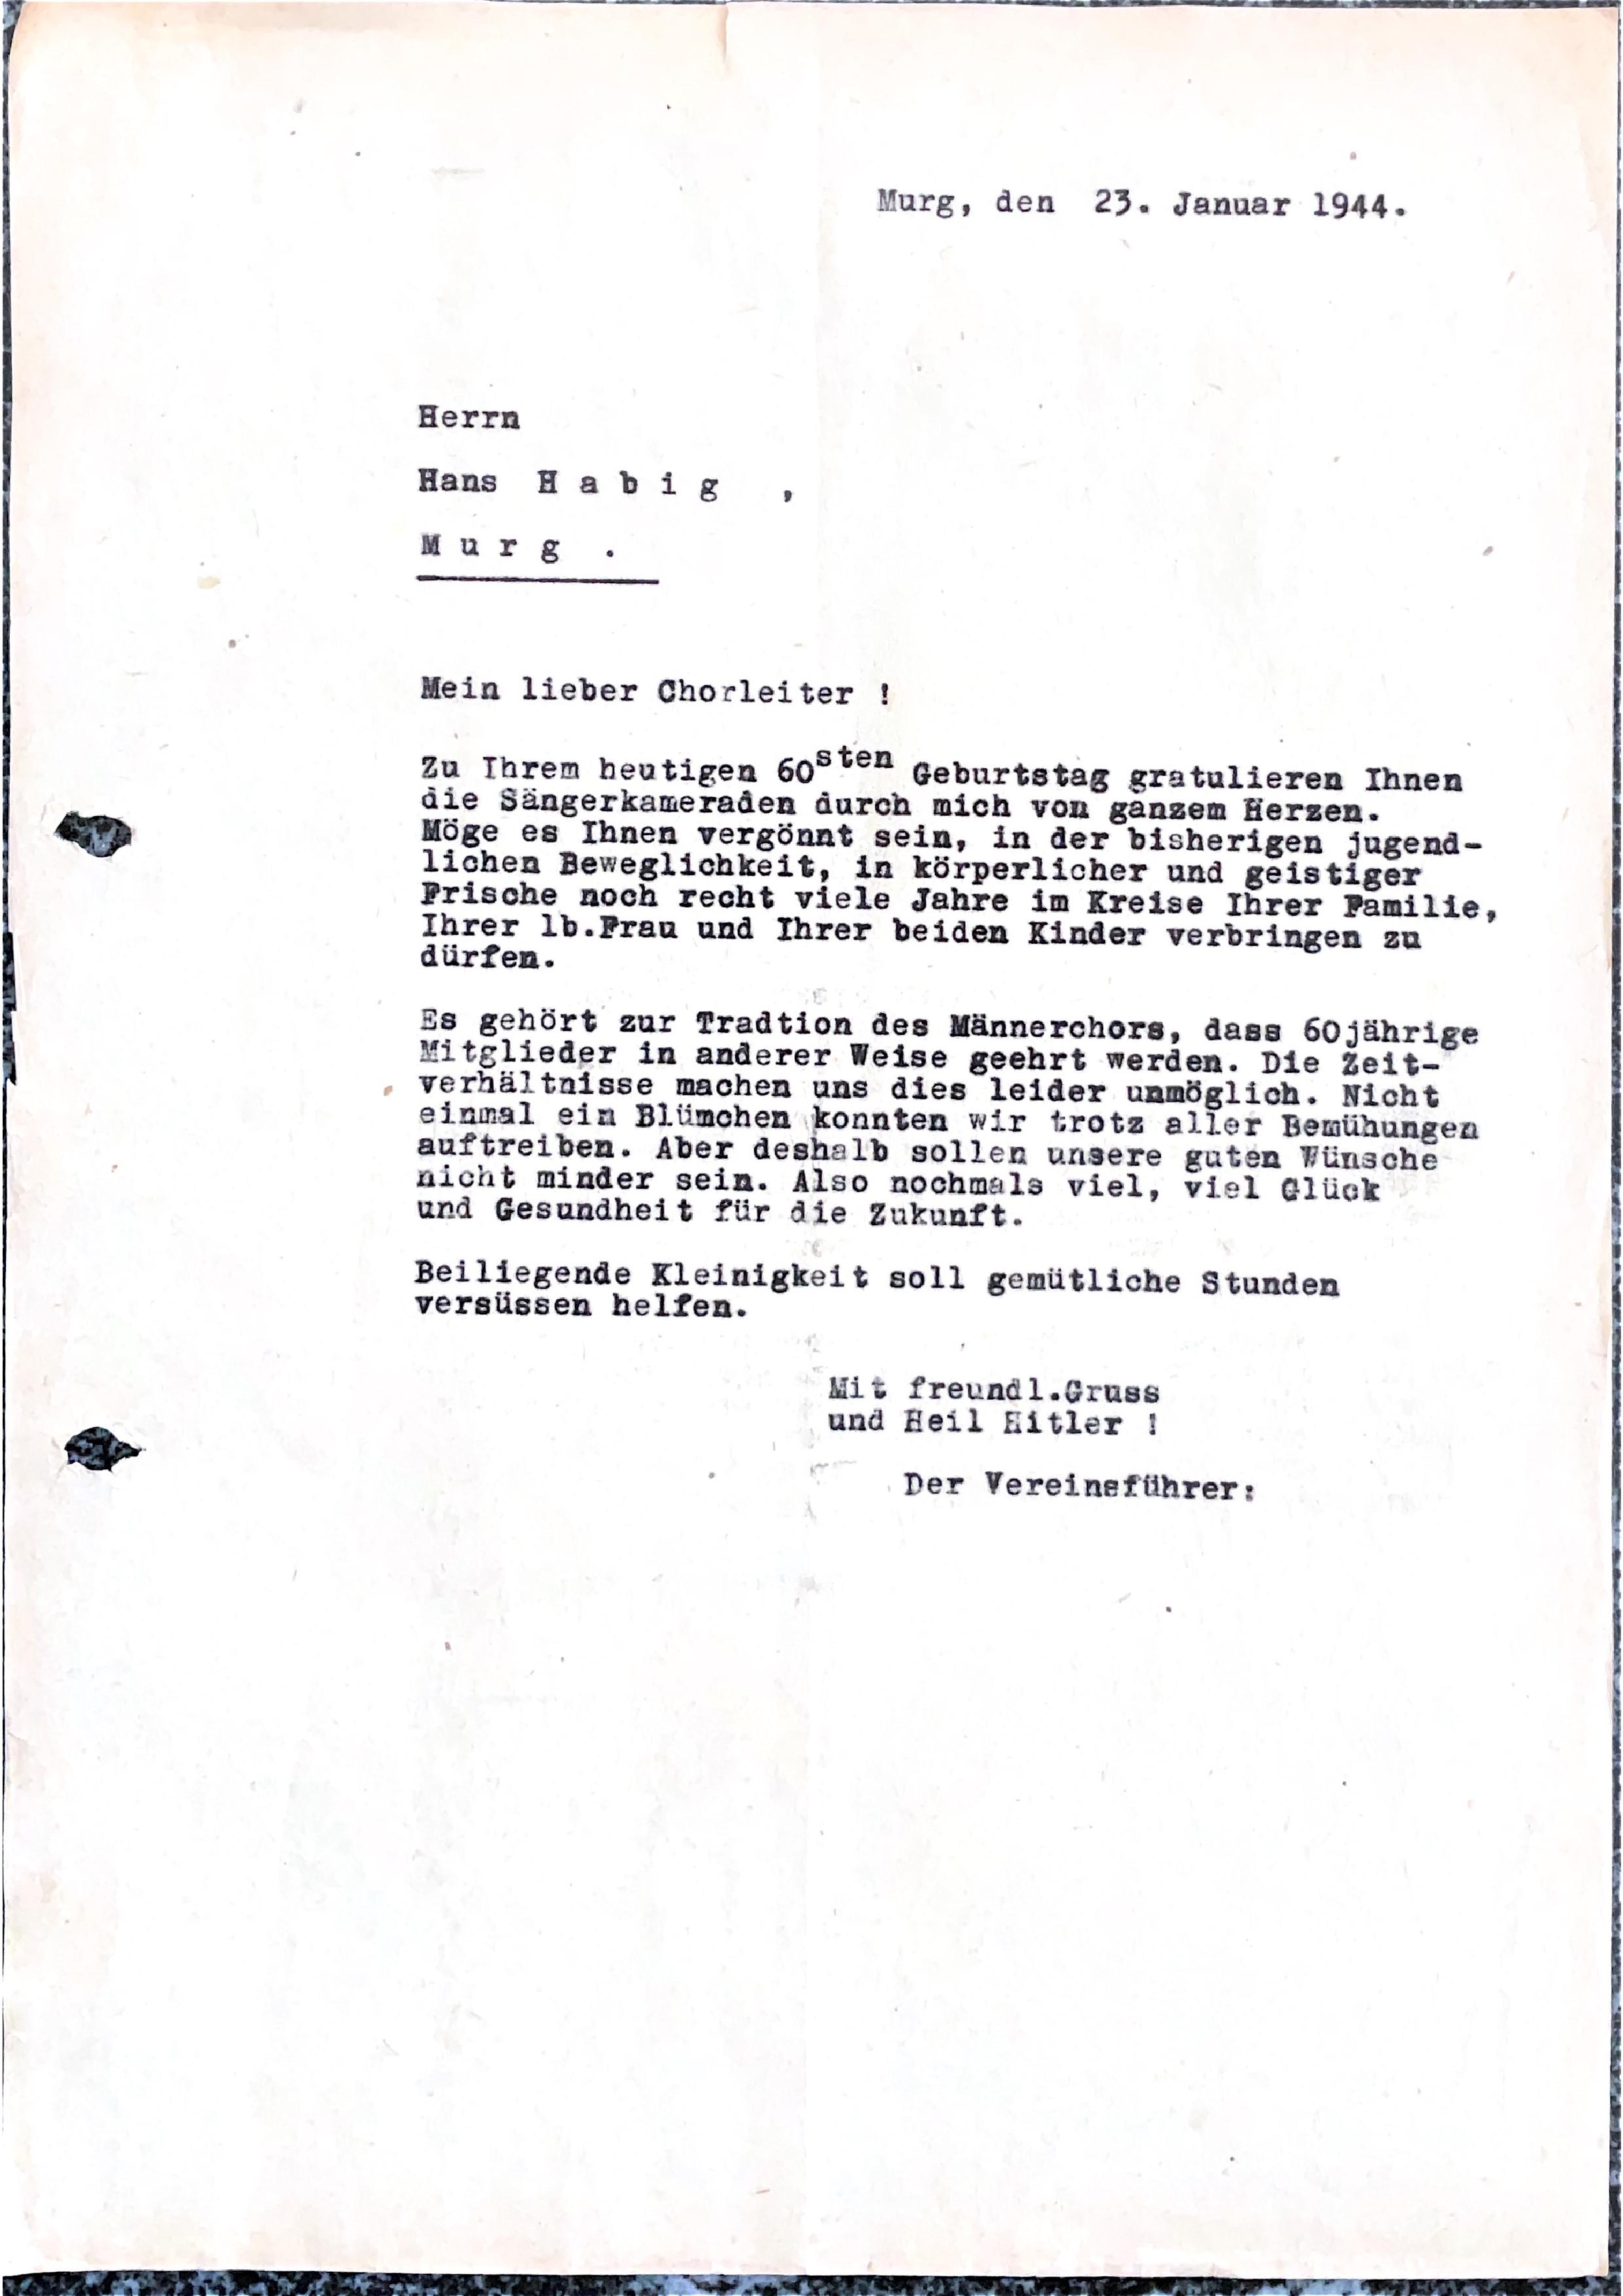 Murg, den 23. Januar 1944.
Herrn
Hans H a b i g ,
M u r g .
Mein lieber Chorleiter !
Zu Ihrem heutigen 60sten Geburtstag gratulieren Ihnen
die Sängerkameraden durch mich von ganzem Herzen.
Möge es Ihnen vergönnt sein, in der bisherigen jugend-
lichen Beweglichkeit, in körperlicher und geistiger
Frische noch recht viele Jahre im Kreise Ihrer Familie,
Ihrer lb.Frau und Ihrer beiden Kinder verbringen zu
dürfen.
Es gehört zur Tradtion des Männerchors, dass 60jährige
Mitglieder in anderer Weise geehrt werden. Die Zeit-
verhältnisse machen uns dies leider unmöglich. Nicht
einmal ein Blümchen konnten wir trotz aller Bemühungen
auftreiben. Aber deshalb sollen unsere guten Wünsche
nicht minder sein. Also nochmals viel, viel Glück
und Gesundheit für die Zukunft.
Beiliegende Kleinigkeit soll gemütliche Stunden
versüssen helfen.
Mit freundl.Gruss
und Heil Hitler !
Der Vereinsführer: